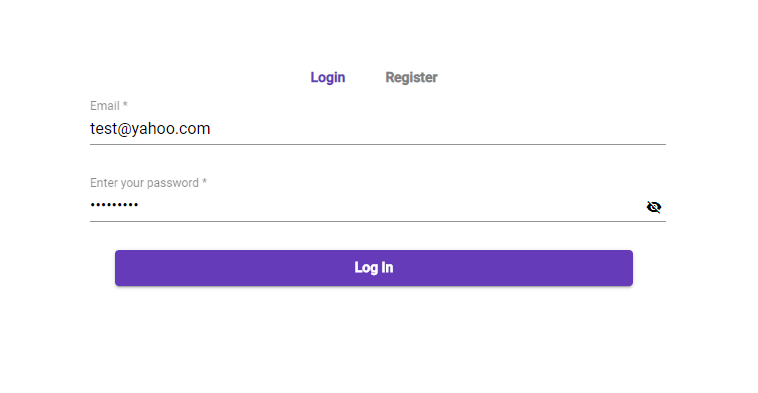 Login Register
Email *
test@yahoo.com
Enter your password *
•••••••••
Log In